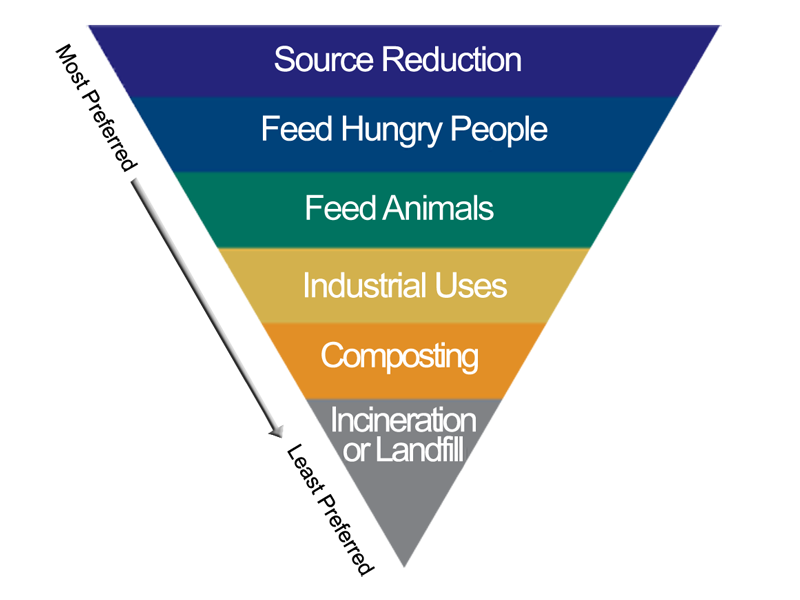 Most Preferred
Source Reduction
Feed Hungry People
Feed Animals
Industrial Uses
Composting
Incineration
or Landfill
Least Preferred